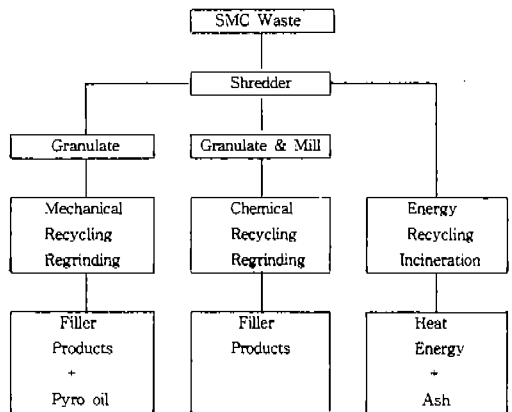 SMC Waste
Shredder
Granulate
Granulate & Mill
Mechanical
Recycling
Regrinding
Chemical
Recycling
Regrinding
Energy
Recycling
Incineration
Filler
Products
+
Pyro oil
Filler
Products
Heat
Energy
+
Ash